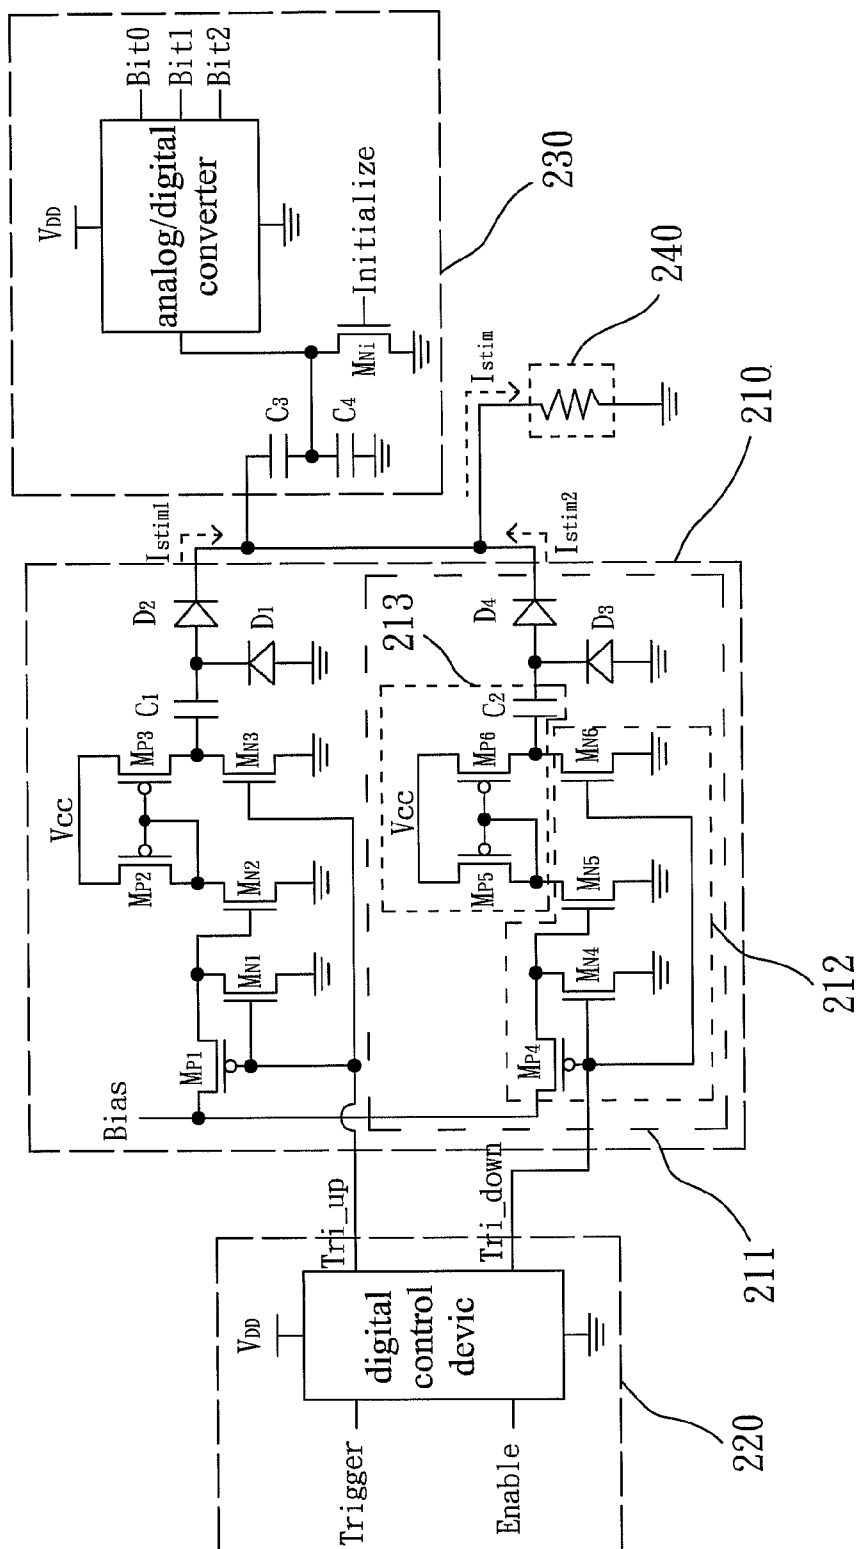 Trigger
Enable
VDD
digital
control
devic
220
Tri_up
Tri_down
Bias
MP1
MN1
MP2
MN2
Vcc
MP3
MN3
C1
D2
D1
Istim1
MP4
MN4
MP5
MN5
Vcc
MP6
MN6
C2
D4
D3
Istim2
213
212
211
210
C3
C4
MNi
Initialize
VDD
analog/digital
converter
Bit0
Bit1
Bit2
230
Istim
240